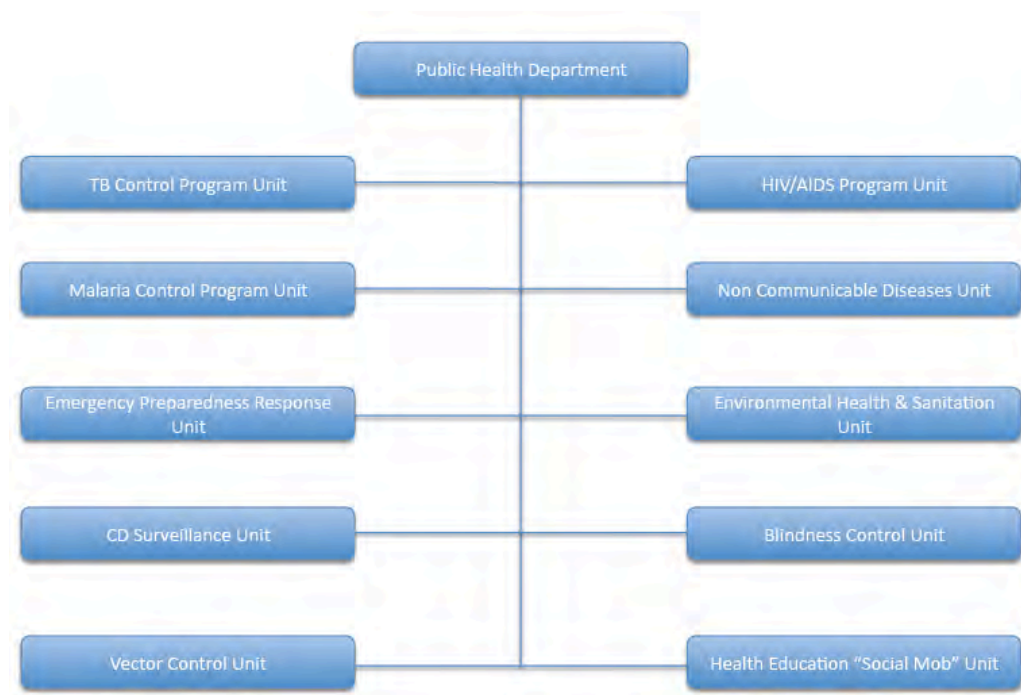 Public Health Department
TB Control Program Unit
HIV/AIDS Program Unit
Malaria Control Program Unit
Non Communicable Diseases Unit
Emergency Preparedness Response
Unit
Environmental Health & Sanitation
Unit
CD Surveillance Unit
Blindness Control Unit
Vector Control Unit
Health Education “Social Mob” Unit